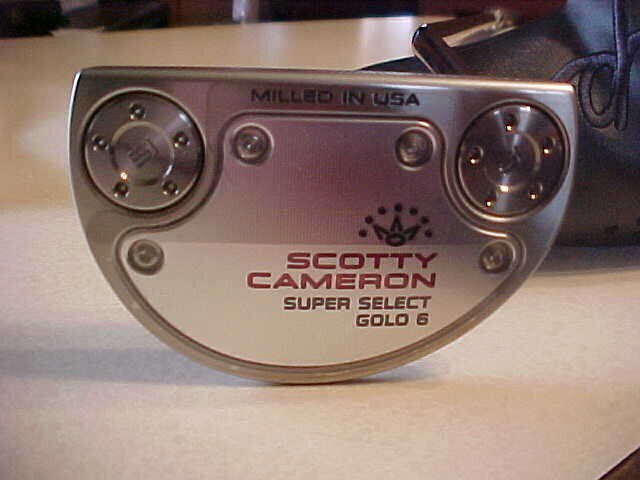 MILLED IN USA
SCOTTY
CAMERON
SUPER SELECT
GOLO 6